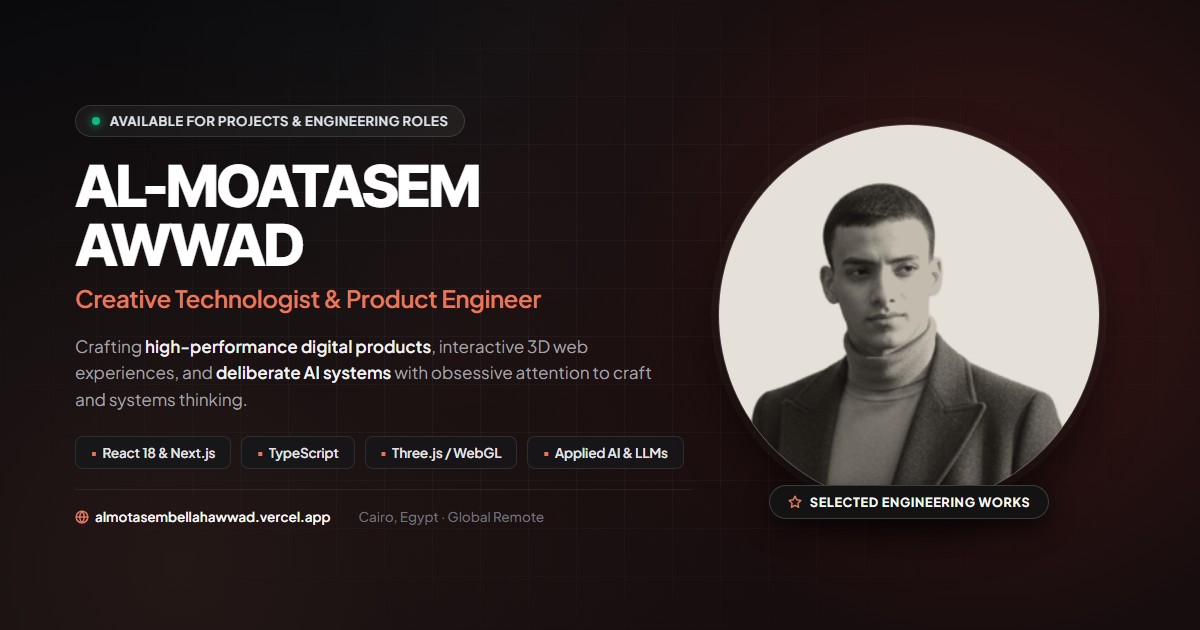 AVAILABLE FOR PROJECTS & ENGINEERING ROLES
AL-MOATASEM
AWWAD
Creative Technologist & Product Engineer
Crafting high-performance digital products, interactive 3D web
experiences, and deliberate AI systems with obsessive attention to craft
and systems thinking.
React 18 & Next.js
TypeScript
Three.js / WebGL
Applied AI & LLMs
almotasembellahawwad.vercel.app
Cairo, Egypt · Global Remote
SELECTED ENGINEERING WORKS